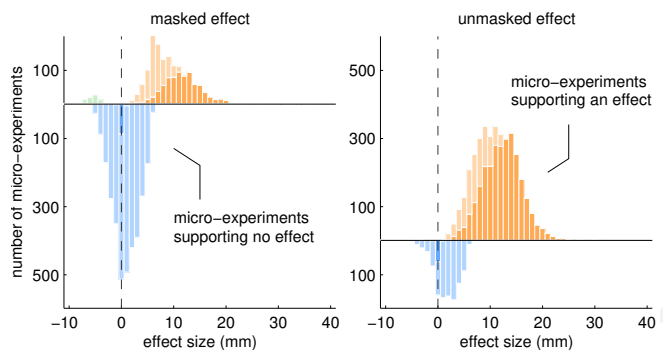 masked effect
unmasked effect
number of micro-experiments
100
100
300
500
micro-experiments
supporting no effect
−10
0
10
20
30
40
effect size (mm)
500
300
100
100
micro-experiments
supporting an effect
−10
0
10
20
30
40
effect size (mm)